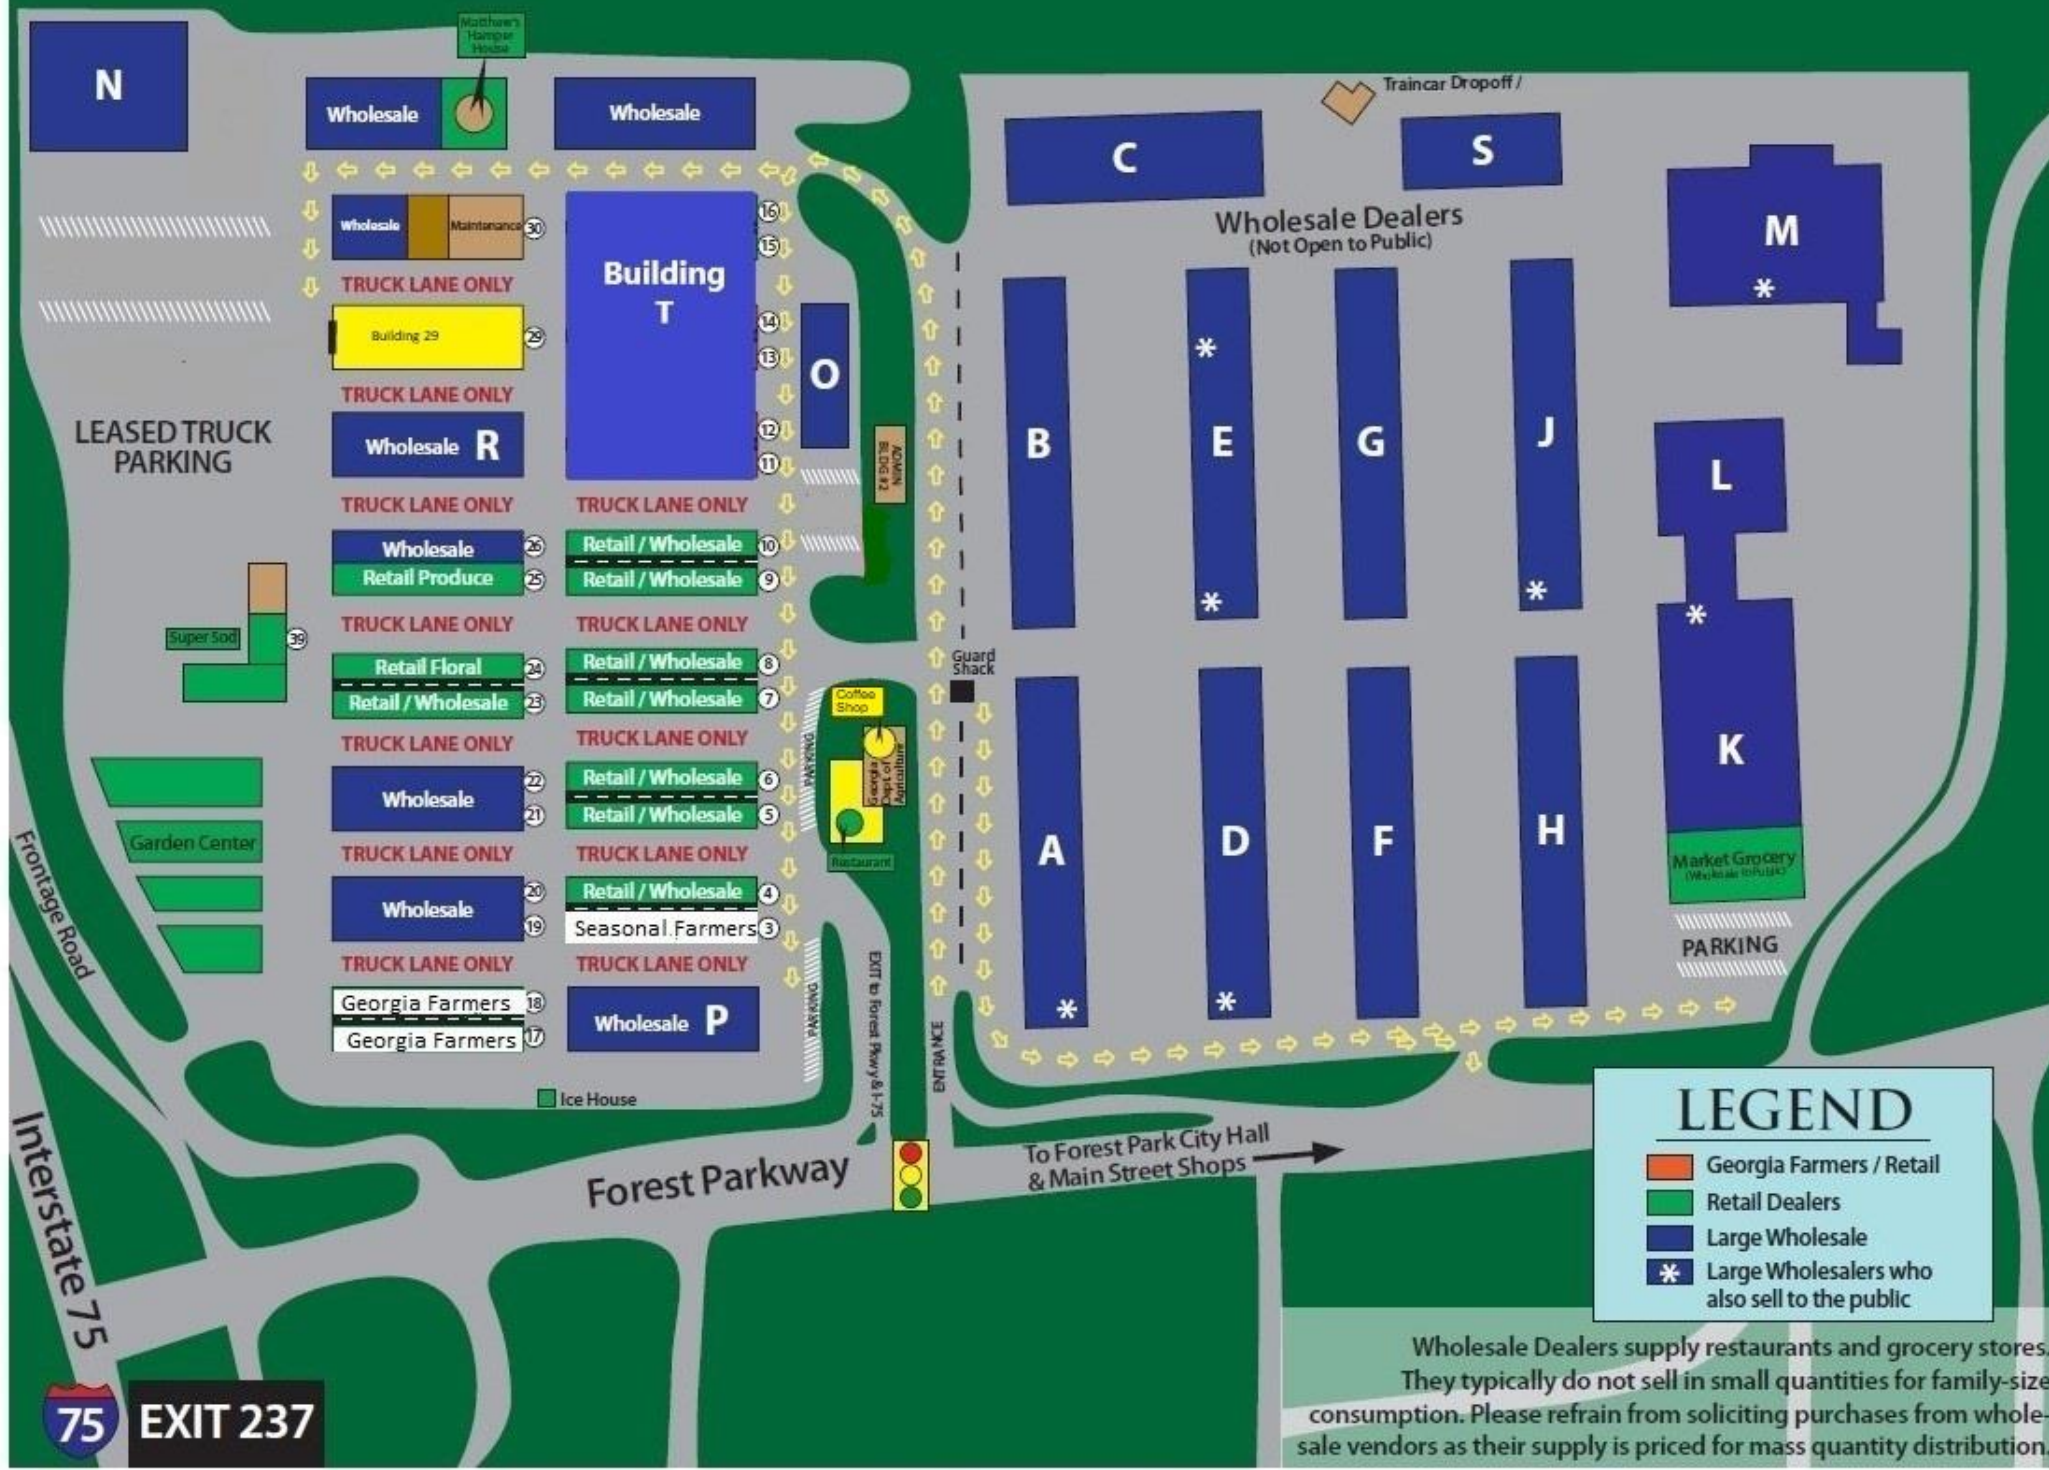 N
Matthew's
Hamper
House
Wholesale
Wholesale
Traincar Dropoff /
C
S
Wholesale Dealers
(Not Open to Public)
M
*
Wholesale
Maintenance
30
16
15
Building
T
TRUCK LANE ONLY
Building 29
29
14
13
O
TRUCK LANE ONLY
LEASED TRUCK
PARKING
Wholesale R
12
11
ADMIN
BLDG #2
B
E
*
*
G
J
*
L
*
TRUCK LANE ONLY
TRUCK LANE ONLY
Wholesale
26
Retail / Wholesale
10
Retail Produce
25
Retail / Wholesale
9
TRUCK LANE ONLY
TRUCK LANE ONLY
Super Sod
39
Retail Floral
24
Retail / Wholesale
8
Guard
Shack
Retail / Wholesale
23
Retail / Wholesale
7
Coffee
Shop
TRUCK LANE ONLY
TRUCK LANE ONLY
PARKING
Georgia
Dept of
Agriculture
K
Wholesale
22
21
Retail / Wholesale
6
Retail / Wholesale
5
Garden Center
TRUCK LANE ONLY
TRUCK LANE ONLY
Restaurant
A
*
D
*
F
H
Market Grocery
(Wholesale to Public)
Wholesale
20
19
Retail / Wholesale
4
Seasonal.Farmers
3
PARKING
Frontage Road
TRUCK LANE ONLY
TRUCK LANE ONLY
Georgia Farmers
18
Georgia Farmers
17
Wholesale P
PARKING
EXIT to Forest Pkwy & I-75
ENTRANCE
Ice House
Interstate 75
Forest Parkway
To Forest Park City Hall
& Main Street Shops
LEGEND
Georgia Farmers / Retail
Retail Dealers
Large Wholesale
* Large Wholesalers who
also sell to the public
Wholesale Dealers supply restaurants and grocery stores.
They typically do not sell in small quantities for family-size
consumption. Please refrain from soliciting purchases from whole-
sale vendors as their supply is priced for mass quantity distribution.
75
EXIT 237